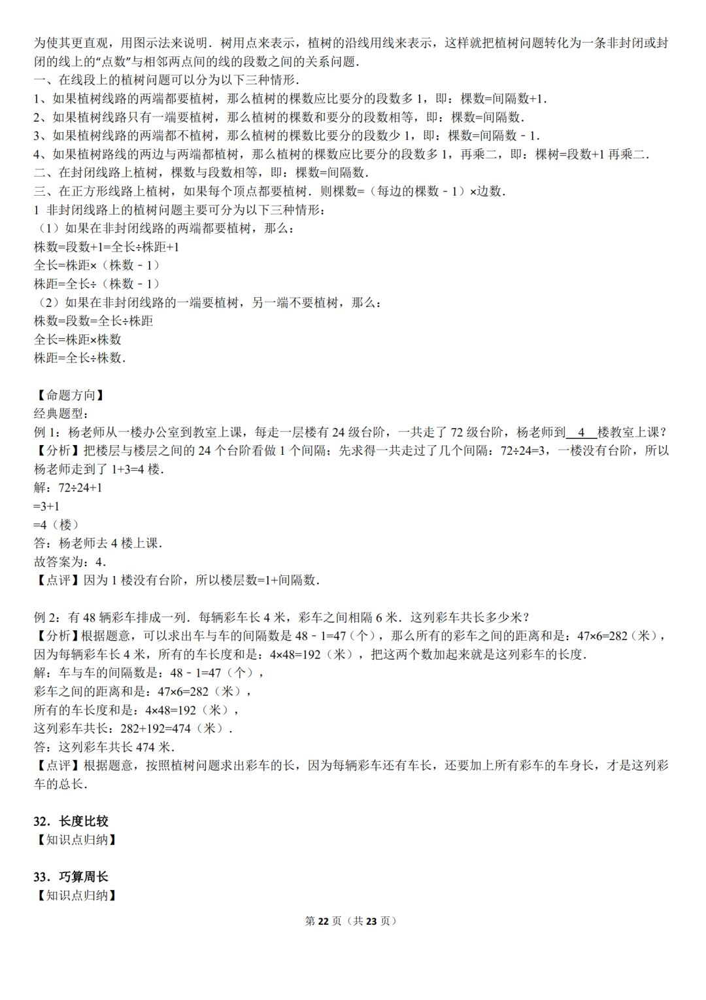 为使其更直观，用图示法来说明．树用点来表示，植树的沿线用线来表示，这样就把植树问题转化为一条非封闭或封
闭的线上的“点数”与相邻两点间的线的段数之间的关系问题．
一、在线段上的植树问题可以分为以下三种情形．
1、如果植树线路的两端都要植树，那么植树的棵数应比要分的段数多 1，即：棵数=间隔数+1．
2、如果植树线路只有一端要植树，那么植树的棵数和要分的段数相等，即：棵数=间隔数．
3、如果植树线路的两端都不植树，那么植树的棵数比要分的段数少 1，即：棵数=间隔数﹣1．
4、如果植树路线的两边与两端都植树，那么植树的棵数应比要分的段数多 1，再乘二，即：棵树=段数+1 再乘二．
二、在封闭线路上植树，棵数与段数相等，即：棵数=间隔数．
三、在正方形线路上植树，如果每个顶点都要植树．则棵数=（每边的棵数﹣1）×边数．
1 非封闭线路上的植树问题主要可分为以下三种情形：
（1）如果在非封闭线路的两端都要植树，那么：
株数=段数+1=全长÷株距+1
全长=株距×（株数﹣1）
株距=全长÷（株数﹣1）
（2）如果在非封闭线路的一端要植树，另一端不要植树，那么：
株数=段数=全长÷株距
全长=株距×株数
株距=全长÷株数．
【命题方向】
经典题型：
例 1：杨老师从一楼办公室到教室上课，每走一层楼有 24 级台阶，一共走了 72 级台阶，杨老师到 4 楼教室上课？
【分析】把楼层与楼层之间的 24 个台阶看做 1 个间隔；先求得一共走过了几个间隔：72÷24=3，一楼没有台阶，所以
杨老师走到了 1+3=4 楼．
解：72÷24+1
=3+1
=4（楼）
答：杨老师去 4 楼上课．
故答案为：4．
【点评】因为 1 楼没有台阶，所以楼层数=1+间隔数．
例 2：有 48 辆彩车排成一列．每辆彩车长 4 米，彩车之间相隔 6 米．这列彩车共长多少米？
【分析】根据题意，可以求出车与车的间隔数是 48﹣1=47（个），那么所有的彩车之间的距离和是：47×6=282（米），
因为每辆彩车长 4 米，所有的车长度和是：4×48=192（米），把这两个数加起来就是这列彩车的长度．
解：车与车的间隔数是：48﹣1=47（个），
彩车之间的距离和是：47×6=282（米），
所有的车长度和是：4×48=192（米），
这列彩车共长：282+192=474（米）．
答：这列彩车共长 474 米．
【点评】根据题意，按照植树问题求出彩车的长，因为每辆彩车还有车长，还要加上所有彩车的车身长，才是这列彩
车的总长．
32．长度比较
【知识点归纳】
33．巧算周长
【知识点归纳】
第 22 页（共 23 页）